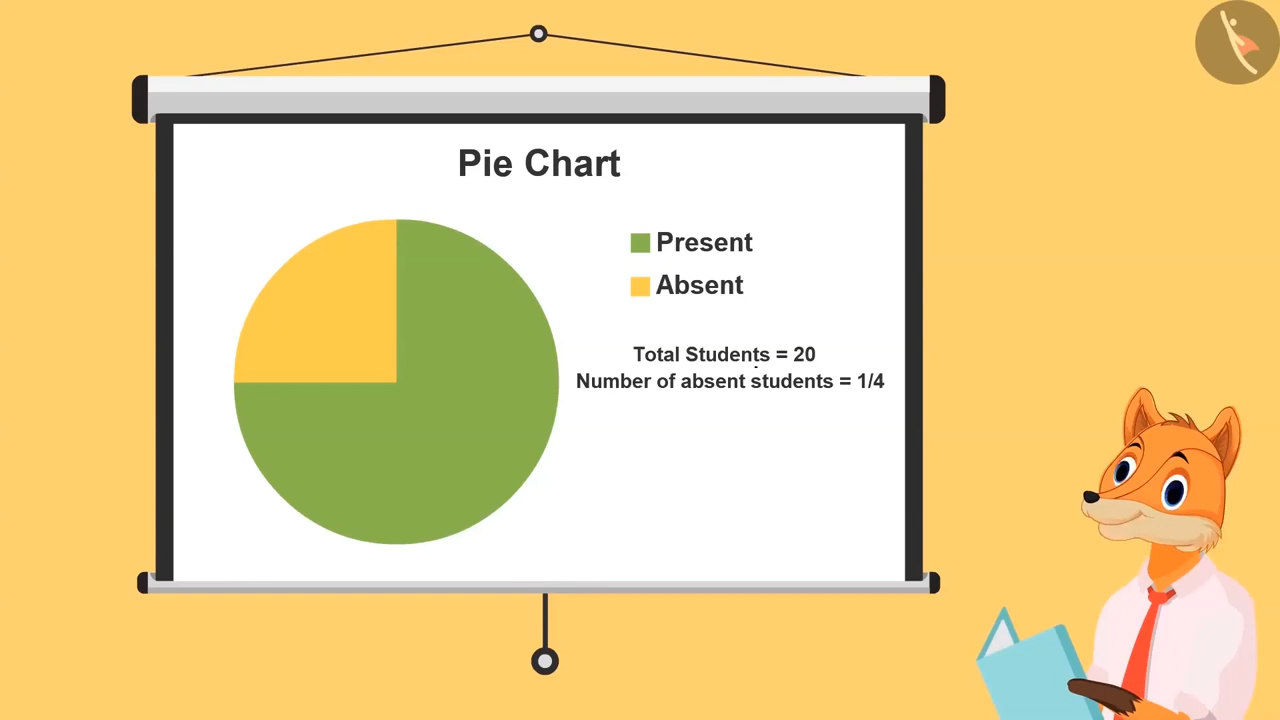 Pie Chart
Present
Absent
Total Students = 20
Number of absent students = 1/4